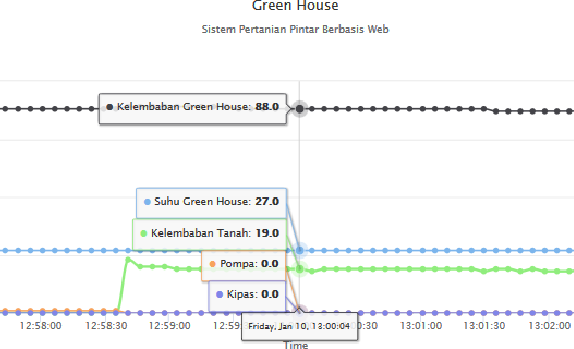 Green House
Sistem Pertanian Pintar Berbasis Web
Kelembaban Green House: 88.0
Suhu Green House: 27.0
Kelembaban Tanah: 19.0
Pompa: 0.0
Kipas: 0.0
12:58:00 12:58:30 12:59:00 13:01:00 13:01:30 13:02:00
Friday, Jan 10, 13:00:04
Time